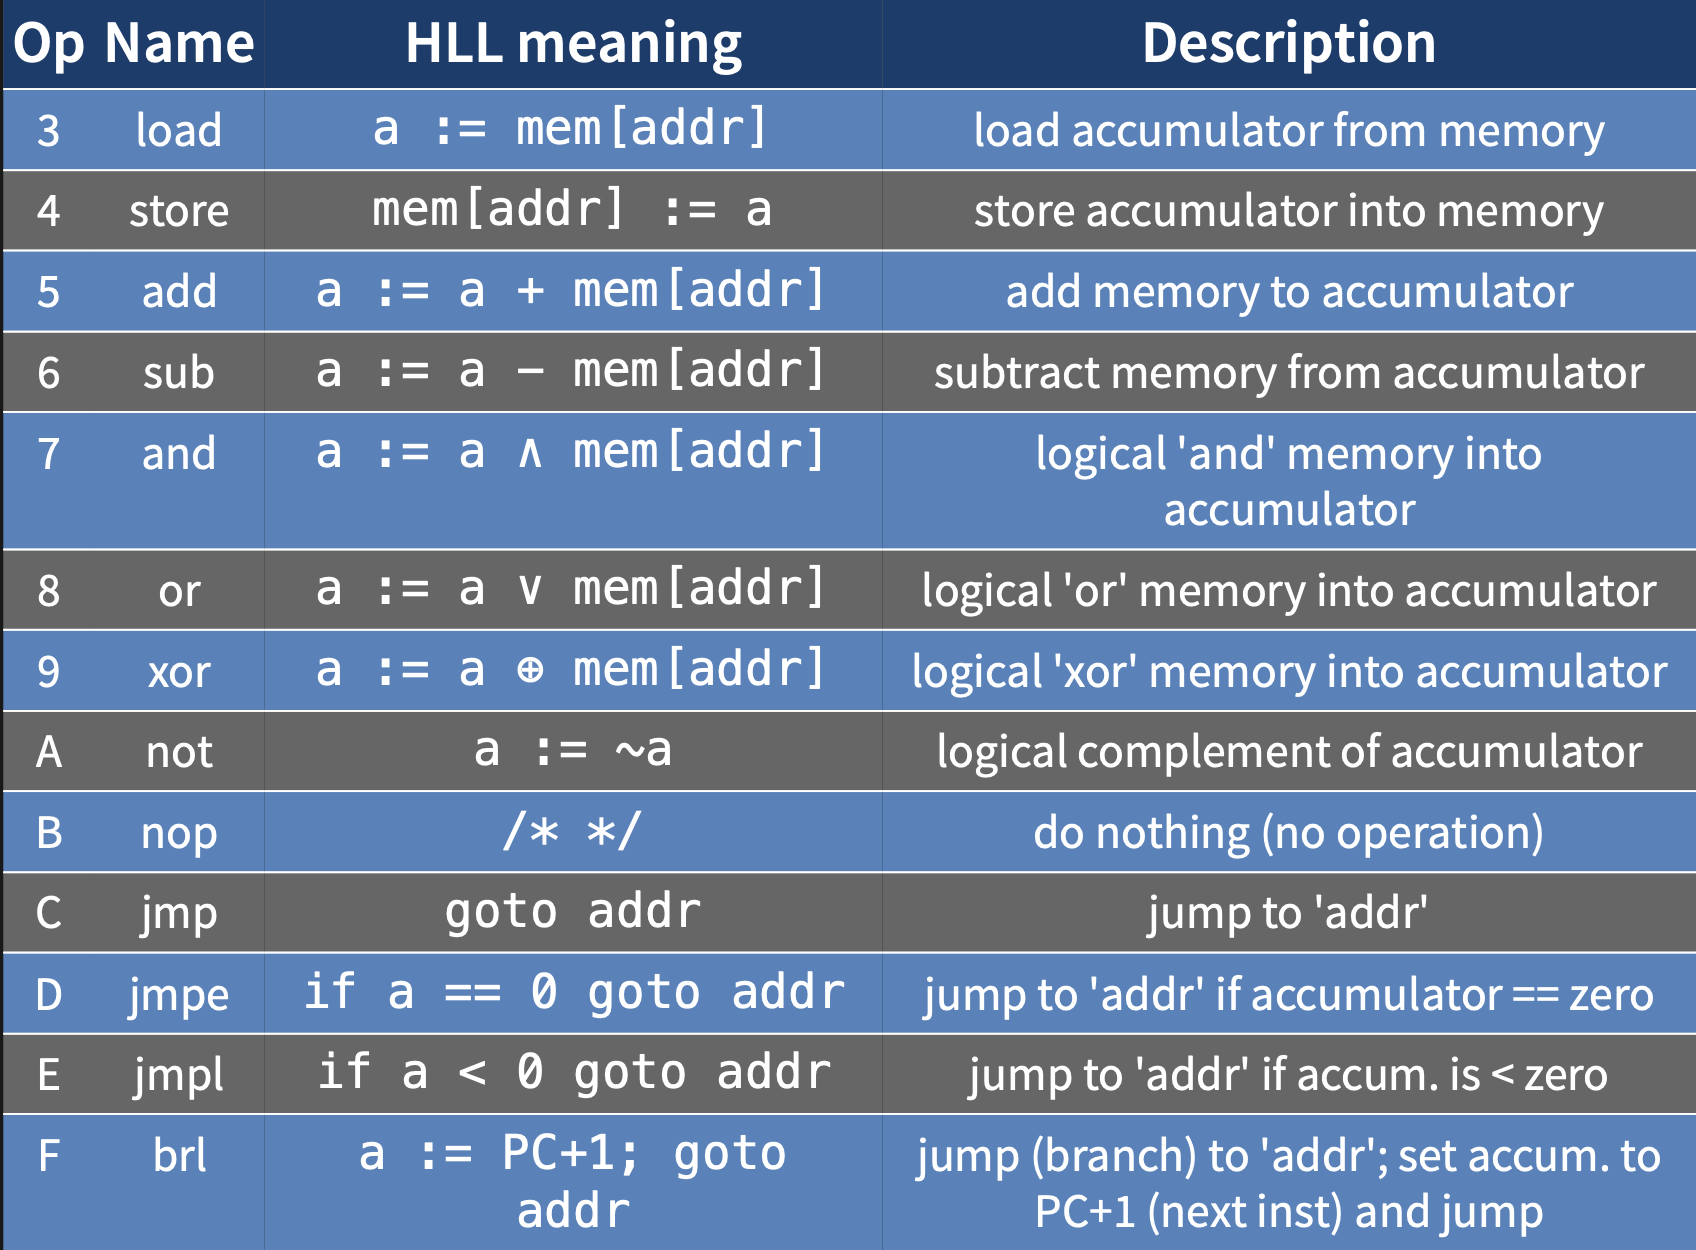 Op Name HLL meaning Description
3 load a := mem[addr] load accumulator from memory
4 store mem[addr] := a store accumulator into memory
5 add a := a + mem[addr] add memory to accumulator
6 sub a := a − mem[addr] subtract memory from accumulator
7 and a := a ∧ mem[addr] logical 'and' memory into
accumulator
8 or a := a ∨ mem[addr] logical 'or' memory into accumulator
9 xor a := a ⊕ mem[addr] logical 'xor' memory into accumulator
A not a := ~a logical complement of accumulator
B nop /* */ do nothing (no operation)
C jmp goto addr jump to 'addr'
D jmpe if a == 0 goto addr jump to 'addr' if accumulator == zero
E jmpl if a < 0 goto addr jump to 'addr' if accum. is < zero
F brl a := PC+1; goto jump (branch) to 'addr'; set accum. to
addr PC+1 (next inst) and jump